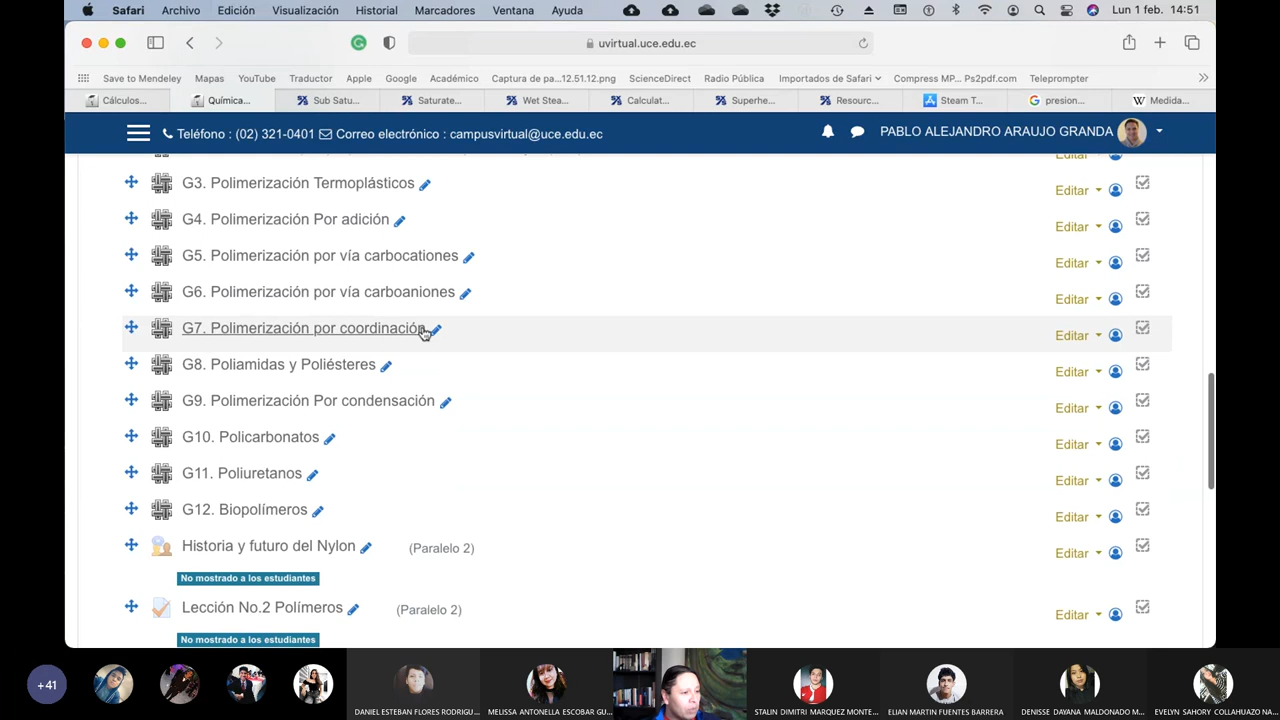 Safari Archivo Edición Visualización Historial Marcadores Ventana Ayuda Lun 1 feb. 14:51
uvirtual.uce.edu.ec
Save to Mendeley Mapas YouTube Traductor Apple Google Académico Captura de pa...12.51.12.png ScienceDirect Radio Pública Importados de Safari Compress MP... Ps2pdf.com Teleprompter
Cálculos... Química... Sub Satu... Saturate... Wet Stea... Calculat... Superhe... Resourc... Steam T... presion... Medida...
Teléfono : (02) 321-0401 Correo electrónico : campusvirtual@uce.edu.ec PABLO ALEJANDRO ARAUJO GRANDA
Editar
G3. Polimerización Termoplásticos Editar
G4. Polimerización Por adición Editar
G5. Polimerización por vía carbocationes Editar
G6. Polimerización por vía carboaniones Editar
G7. Polimerización por coordinación Editar
G8. Poliamidas y Poliésteres Editar
G9. Polimerización Por condensación Editar
G10. Policarbonatos Editar
G11. Poliuretanos Editar
G12. Biopolímeros Editar
Historia y futuro del Nylon (Paralelo 2) Editar
No mostrado a los estudiantes
Lección No.2 Polímeros (Paralelo 2) Editar
No mostrado a los estudiantes
+41
DANIEL ESTEBAN FLORES RODRIGU... MELISSA ANTONELLA ESCOBAR GU... STALIN DIMITRI MARQUEZ MONTE... ELIAN MARTIN FUENTES BARRERA DENISSE DAYANA MALDONADO M... EVELYN SAHORY COLLAHUAZO NA...